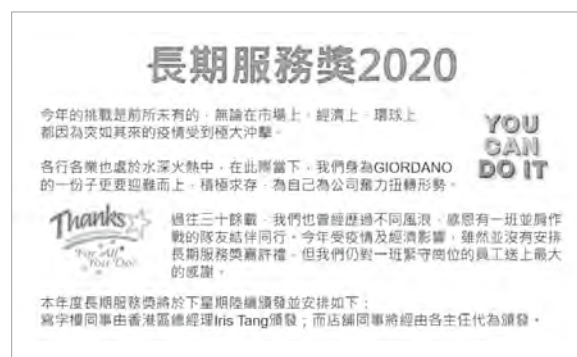 長期服務獎2020
今年的挑戰是前所未有的，無論在市場上，經濟上，環球上
都因為突如其來的疫情受到極大沖擊。
YOU
CAN
DO IT
各行各業也處於水深火熱中，在此際當下，我們身為GIORDANO
的一份子更要迎難而上，積極求存，為自己為公司奮力扭轉形勢。
Thanks
For All
You Do!
過往三十餘載，我們也曾經歷過不同風浪，感恩有一班並肩作
戰的隊友結伴同行。今年受疫情及經濟影響，雖然並沒有安排
長期服務獎嘉許禮，但我們仍對一班緊守崗位的員工送上最大
的感謝。
本年度長期服務獎將於下星期陸續頒發並安排如下：
寫字樓同事由香港區總經理Iris Tang頒發；而店舖同事將經由各主任代為頒發。